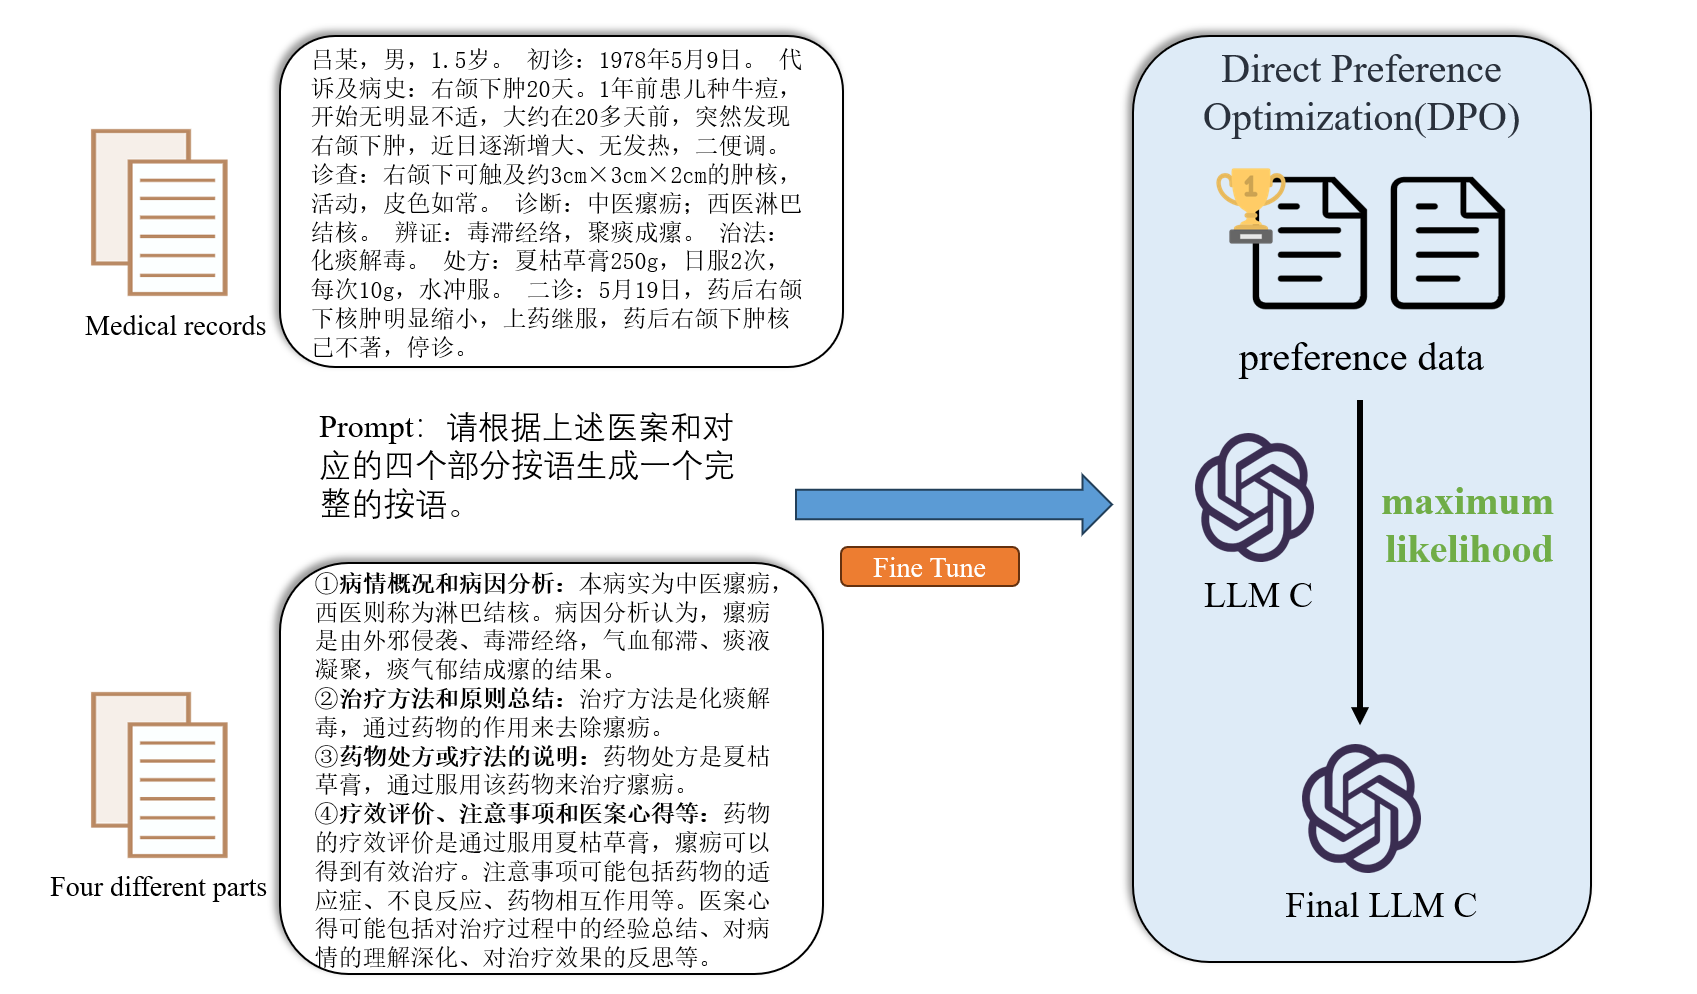 吕某，男，1.5岁。 初诊：1978年5月9日。 代
诉及病史：右颌下肿20天。1年前患儿种牛痘，
开始无明显不适，大约在20多天前，突然发现
右颌下肿，近日逐渐增大、无发热，二便调。
诊查：右颌下可触及约3cm×3cm×2cm的肿核，
活动，皮色如常。 诊断：中医瘰疬；西医淋巴
结核。 辨证：毒滞经络，聚痰成瘰。 治法：
化痰解毒。 处方：夏枯草膏250g，日服2次，
每次10g，水冲服。 二诊：5月19日，药后右颌
下核肿明显缩小，上药继服，药后右颌下肿核
已不著，停诊。
Medical records
Prompt：请根据上述医案和对
应的四个部分按语生成一个完
整的按语。
①病情概况和病因分析：本病实为中医瘰疬，
西医则称为淋巴结核。病因分析认为，瘰疬
是由外邪侵袭、毒滞经络，气血郁滞、痰液
凝聚，痰气郁结成瘰的结果。
②治疗方法和原则总结：治疗方法是化痰解
毒，通过药物的作用来去除瘰疬。
③药物处方或疗法的说明：药物处方是夏枯
草膏，通过服用该药物来治疗瘰疬。
④疗效评价、注意事项和医案心得等：药物
的疗效评价是通过服用夏枯草膏，瘰疬可以
得到有效治疗。注意事项可能包括药物的适
应症、不良反应、药物相互作用等。医案心
得可能包括对治疗过程中的经验总结、对病
情的理解深化、对治疗效果的反思等。
Four different parts
Fine Tune
Direct Preference
Optimization(DPO)
1
preference data
maximum
likelihood
LLM C
Final LLM C